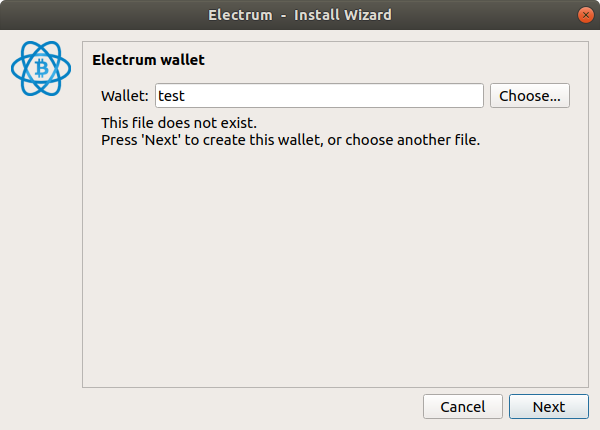 Electrum - Install Wizard
Electrum wallet
Wallet: test Choose...
This file does not exist.
Press 'Next' to create this wallet, or choose another file.
Cancel Next